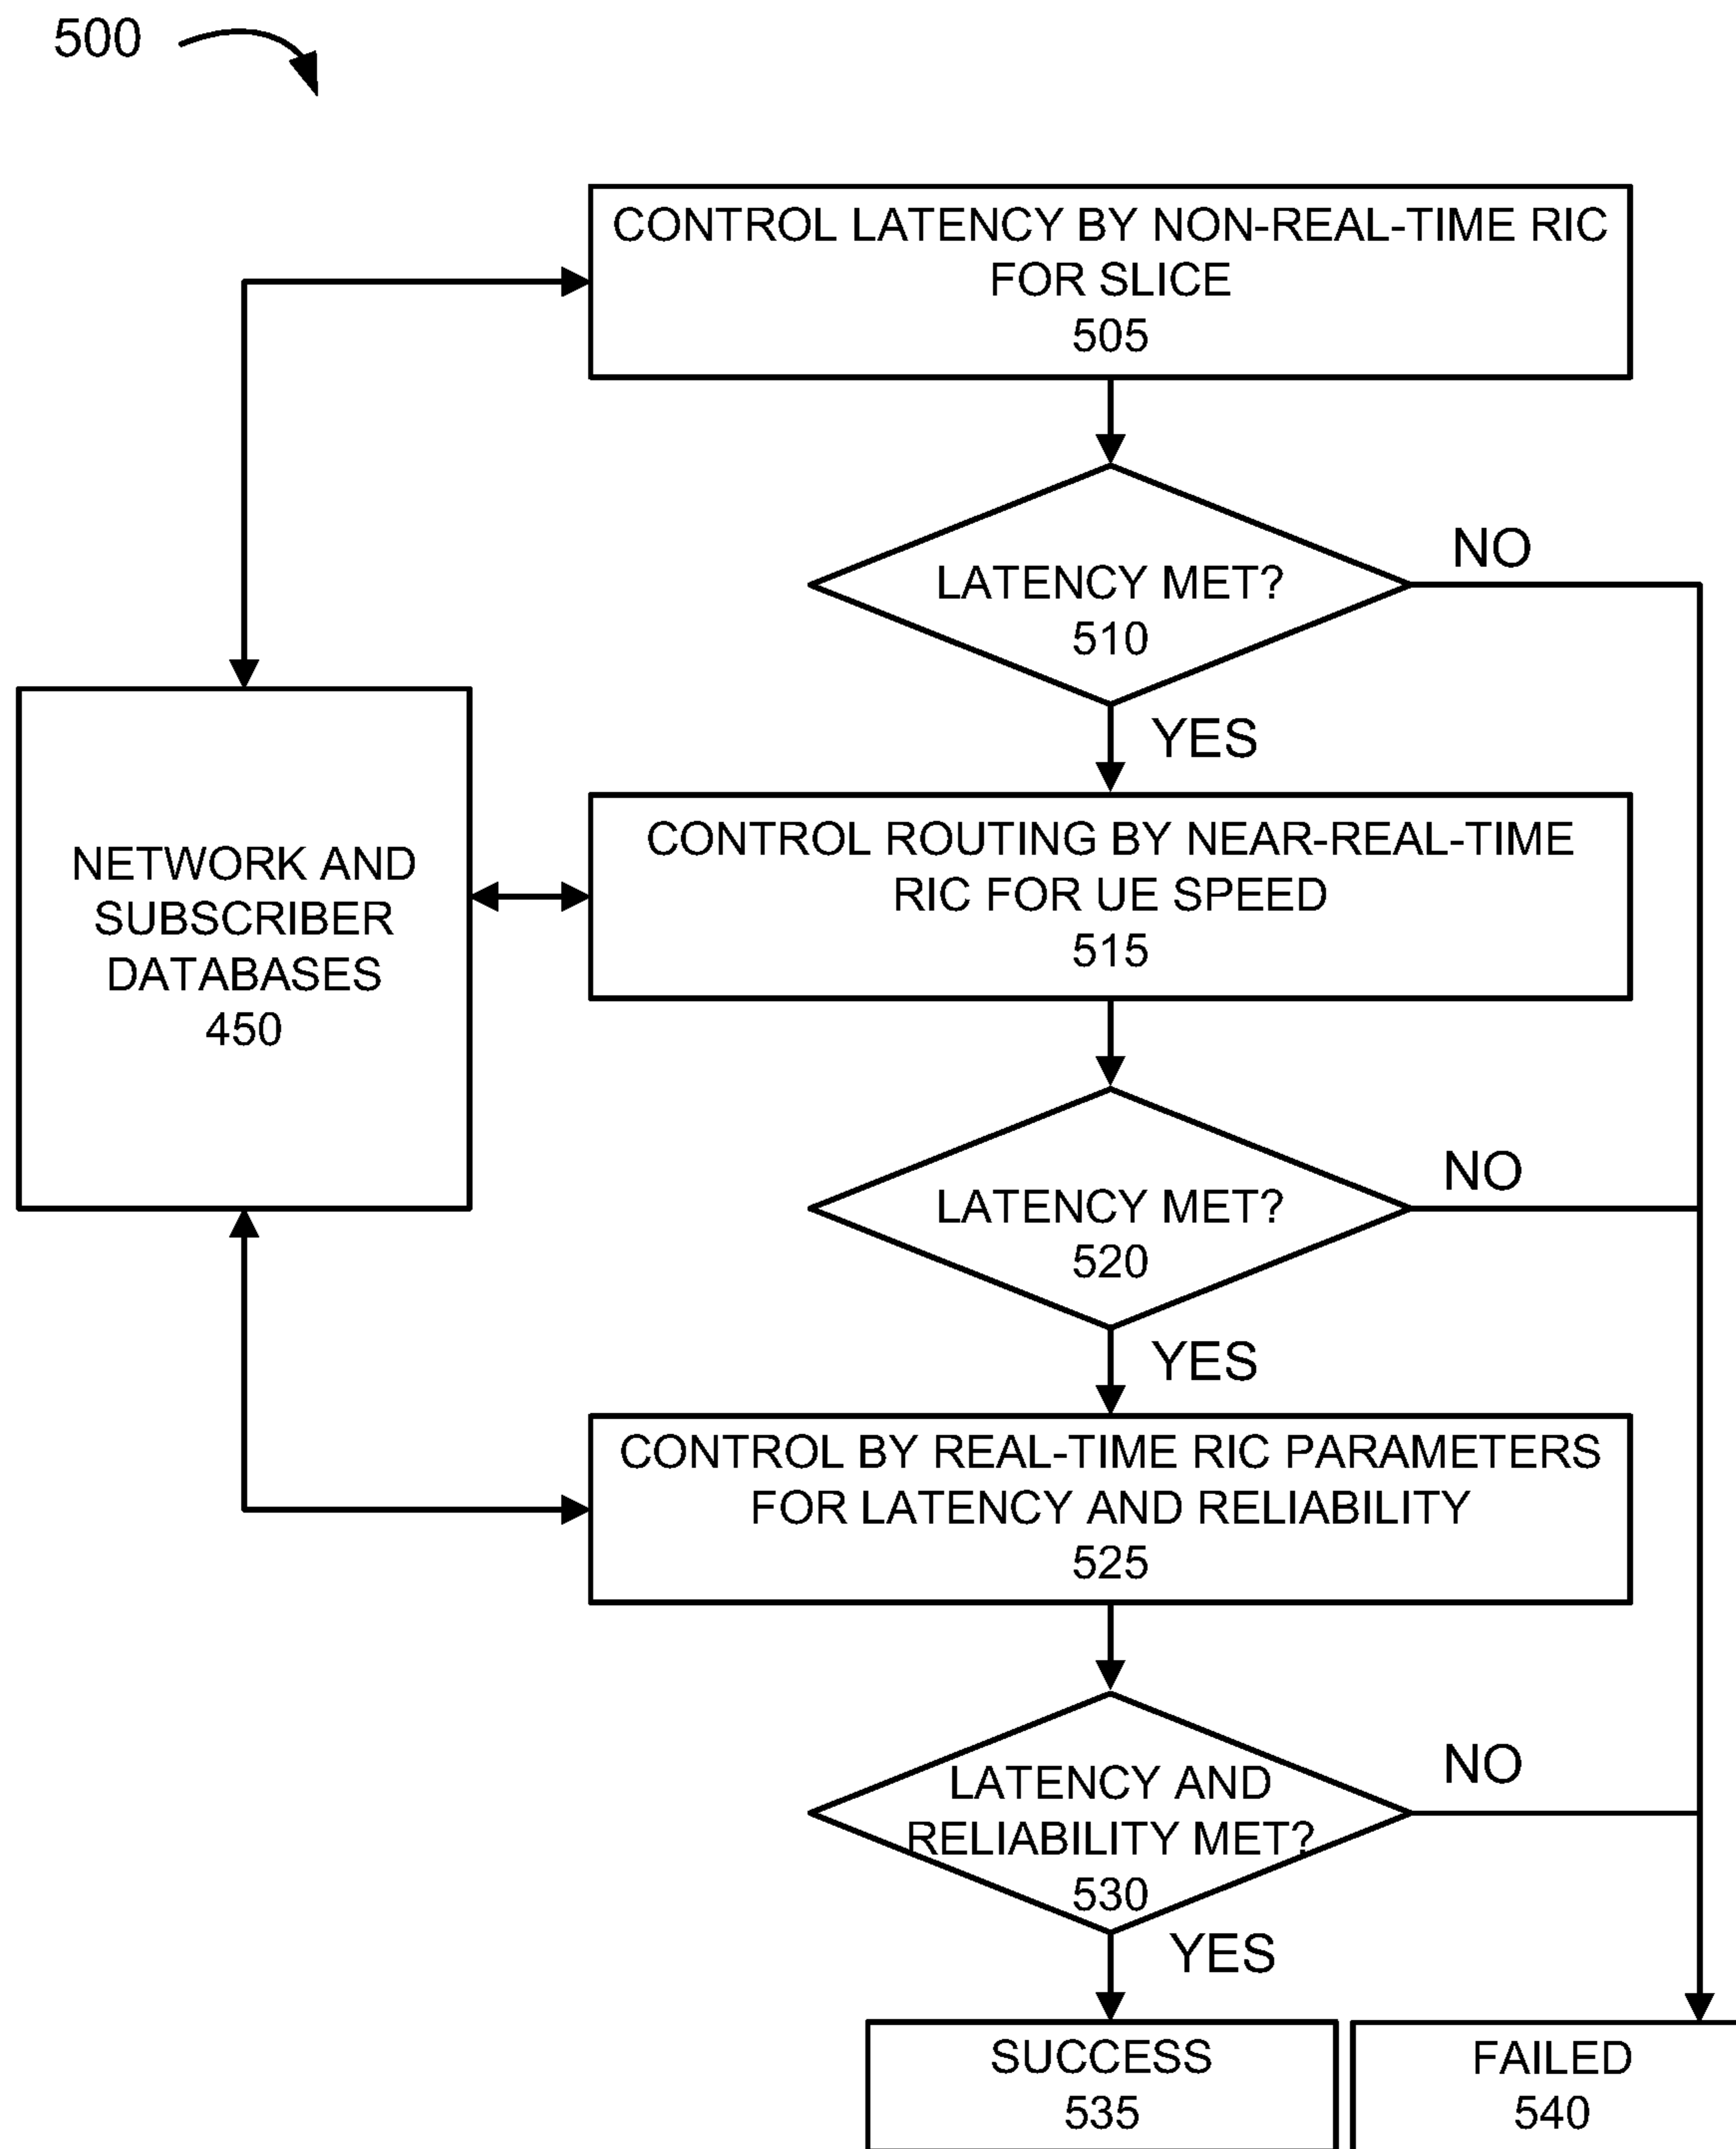 500
CONTROL LATENCY BY NON-REAL-TIME RIC
FOR SLICE
505
LATENCY MET?
510
NO
YES
NETWORK AND
SUBSCRIBER
DATABASES
450
CONTROL ROUTING BY NEAR-REAL-TIME
RIC FOR UE SPEED
515
LATENCY MET?
520
NO
YES
CONTROL BY REAL-TIME RIC PARAMETERS
FOR LATENCY AND RELIABILITY
525
LATENCY AND
RELIABILITY MET?
530
NO
YES
SUCCESS
535
FAILED
540